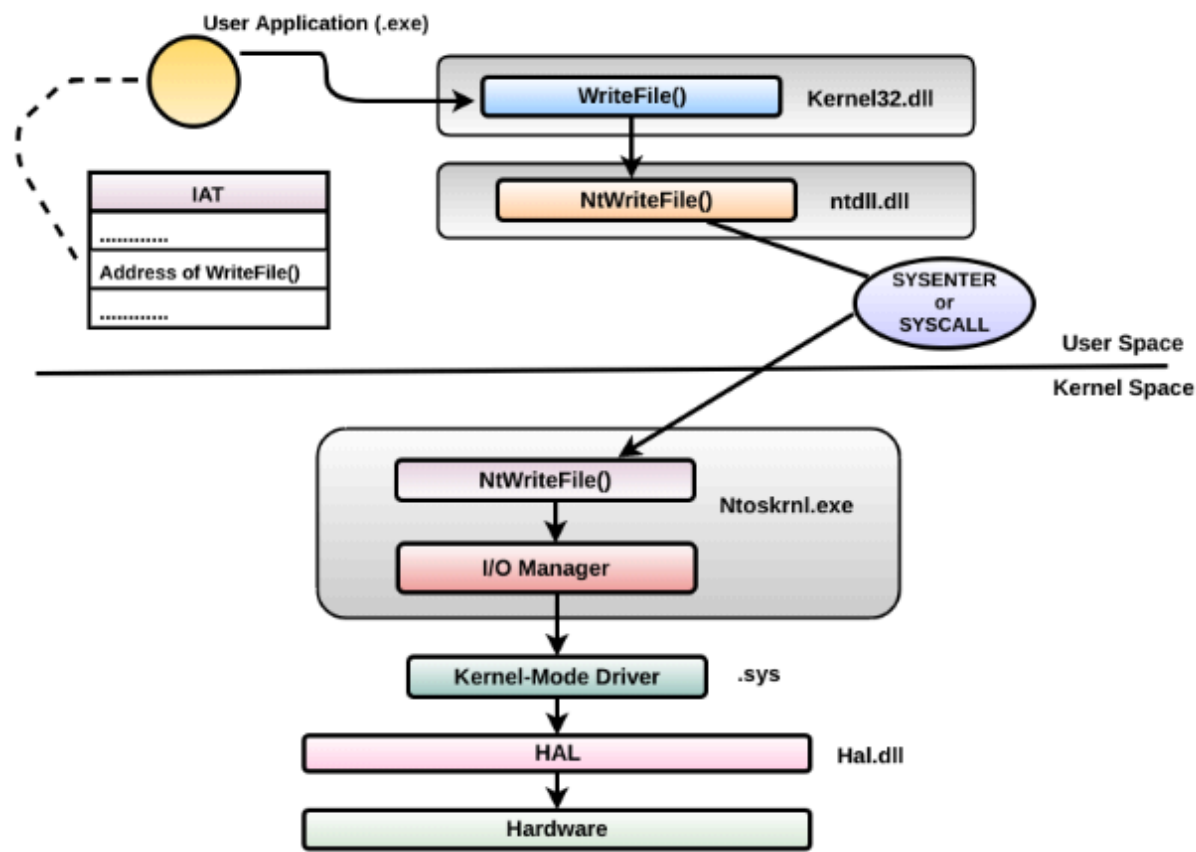 User Application (.exe)
WriteFile()
Kernel32.dll
NtWriteFile()
ntdll.dll
IAT
............
Address of WriteFile()
............
SYSENTER
or
SYSCALL
User Space
Kernel Space
NtWriteFile()
Ntoskrnl.exe
I/O Manager
Kernel-Mode Driver
.sys
HAL
Hal.dll
Hardware